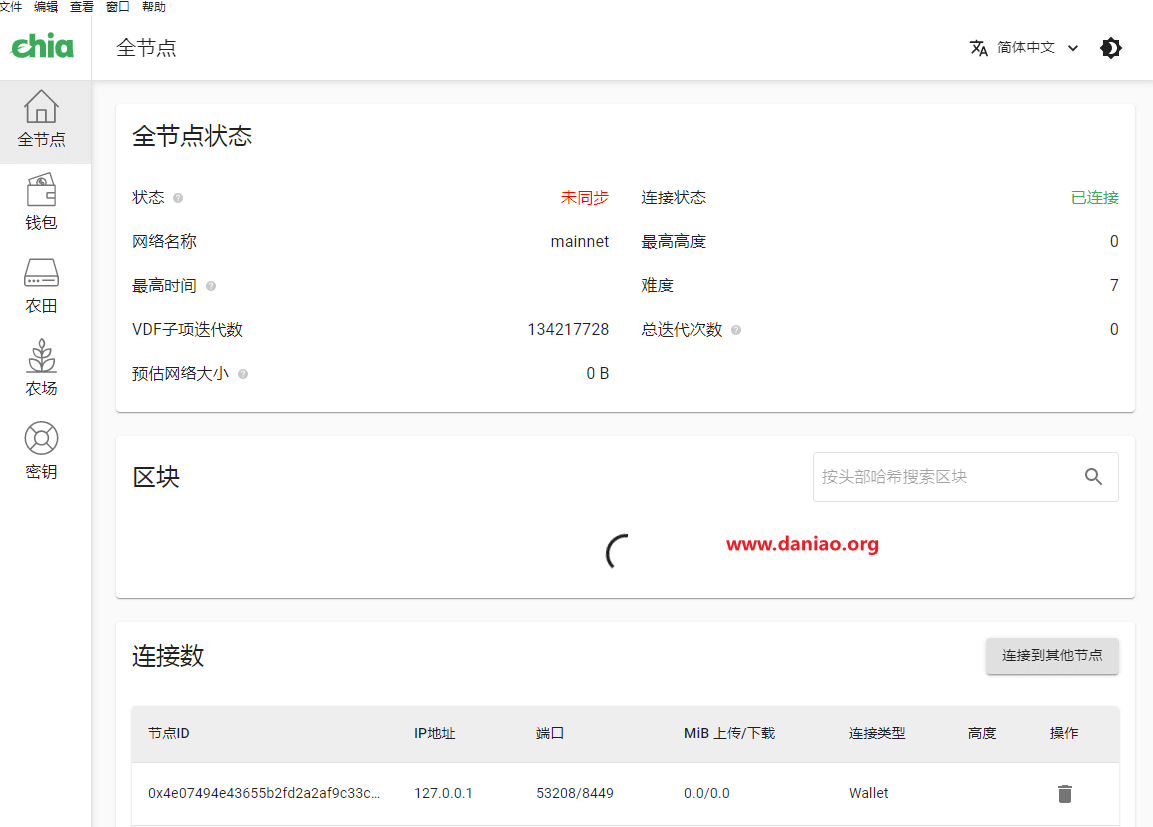 文件 编辑 查看 窗口 帮助
chia 全节点 简体中文
全节点
钱包
农田
农场
密钥
全节点状态
状态 未同步 连接状态 已连接
网络名称 mainnet 最高高度 0
最高时间 难度 7
VDF子项迭代数 134217728 总迭代次数 0
预估网络大小 0 B
区块 按头部哈希搜索区块
www.daniao.org
连接数 连接到其他节点
节点ID IP地址 端口 MiB 上传/下载 连接类型 高度 操作
0x4e07494e43655b2fd2a2af9c33c... 127.0.0.1 53208/8449 0.0/0.0 Wallet